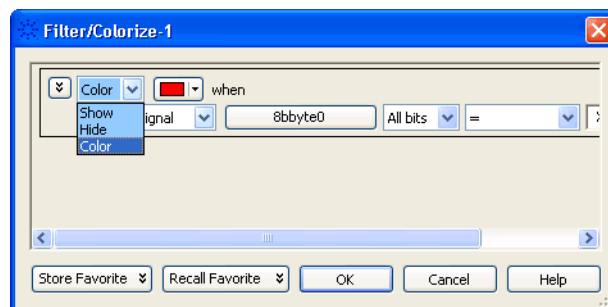 Filter/Colorize-1
Color when
Show
ignal 8bbyte0 All bits =
Hide
Color
Store Favorite Recall Favorite OK Cancel Help